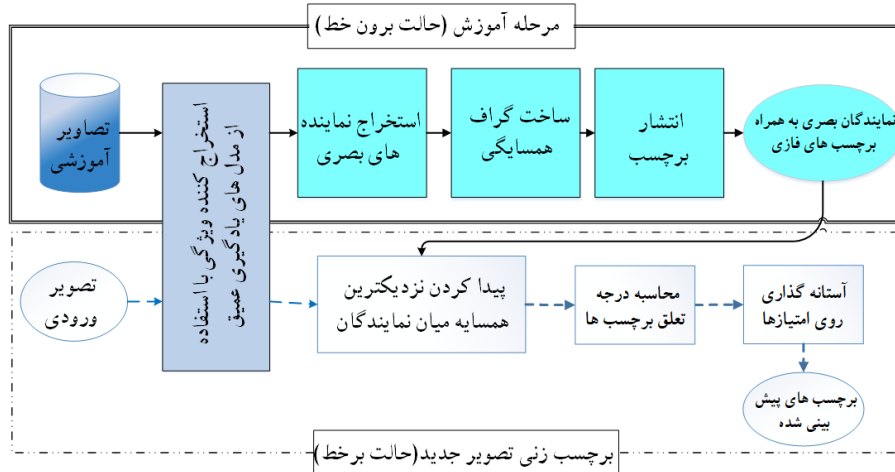 مرحله آموزش (حالت برون خط)
تصاویر
آموزشی
استخراج کننده ویژگی با استفاده
از مدل های یادگیری عمیق
استخراج نماینده
های بصری
ساخت گراف
همسایگی
انتشار
برچسب
نمایندگان بصری به همراه
برچسب های فازی
تصویر
ورودی
پیدا کردن نزدیکترین
همسایه میان نمایندگان
محاسبه درجه
تعلق برچسب ها
آستانه گذاری
روی امتیازها
برچسب های پیش
بینی شده
برچسب زنی تصویر جدید(حالت برخط)